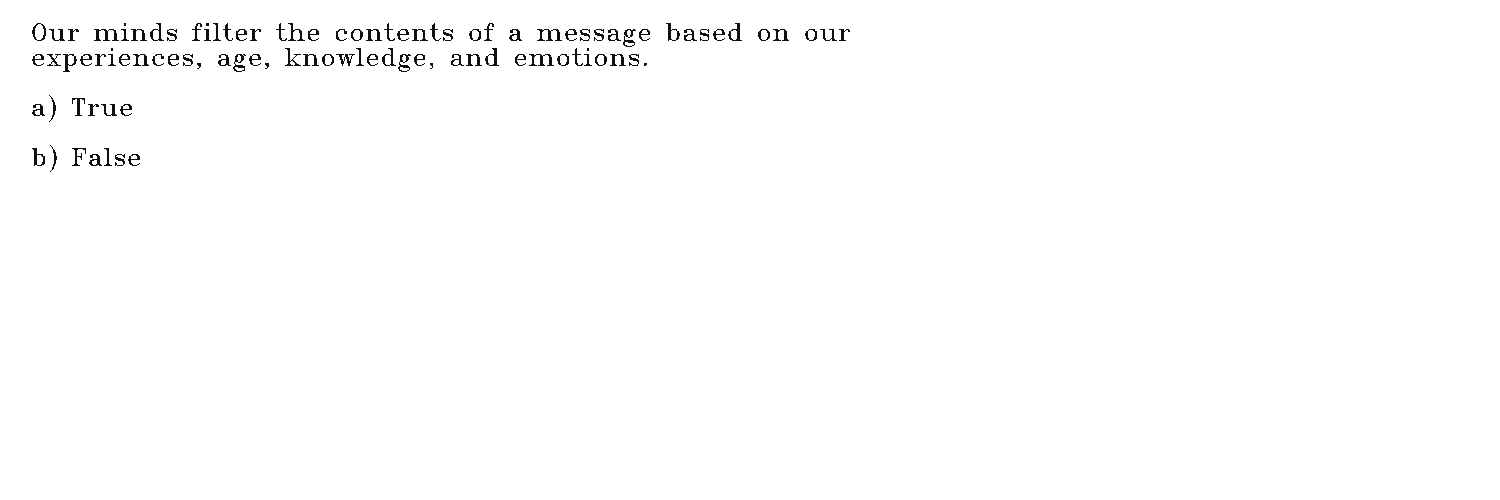 Our minds filter the contents of a message based on our
experiences, age, knowledge, and emotions.
a) True
b) False